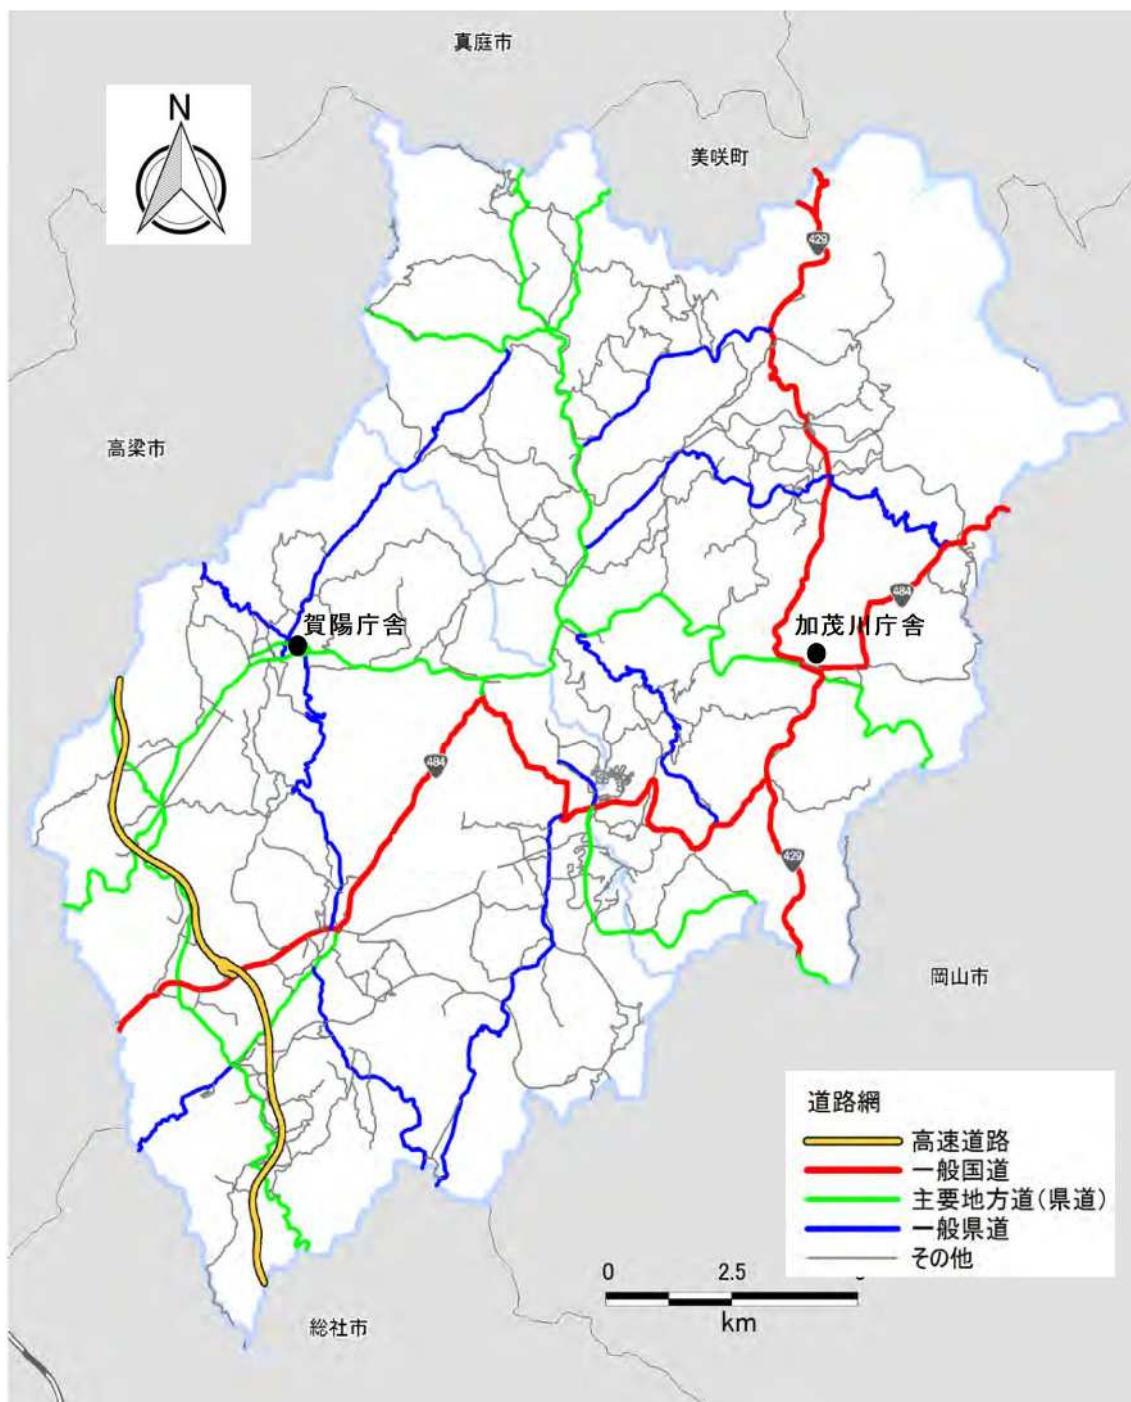 真庭市
N
美咲町
429
高梁市
484
賀陽庁舎
加茂川庁舎
484
429
岡山市
道路網
高速道路
一般国道
主要地方道(県道)
一般県道
その他
0 2.5
km
総社市